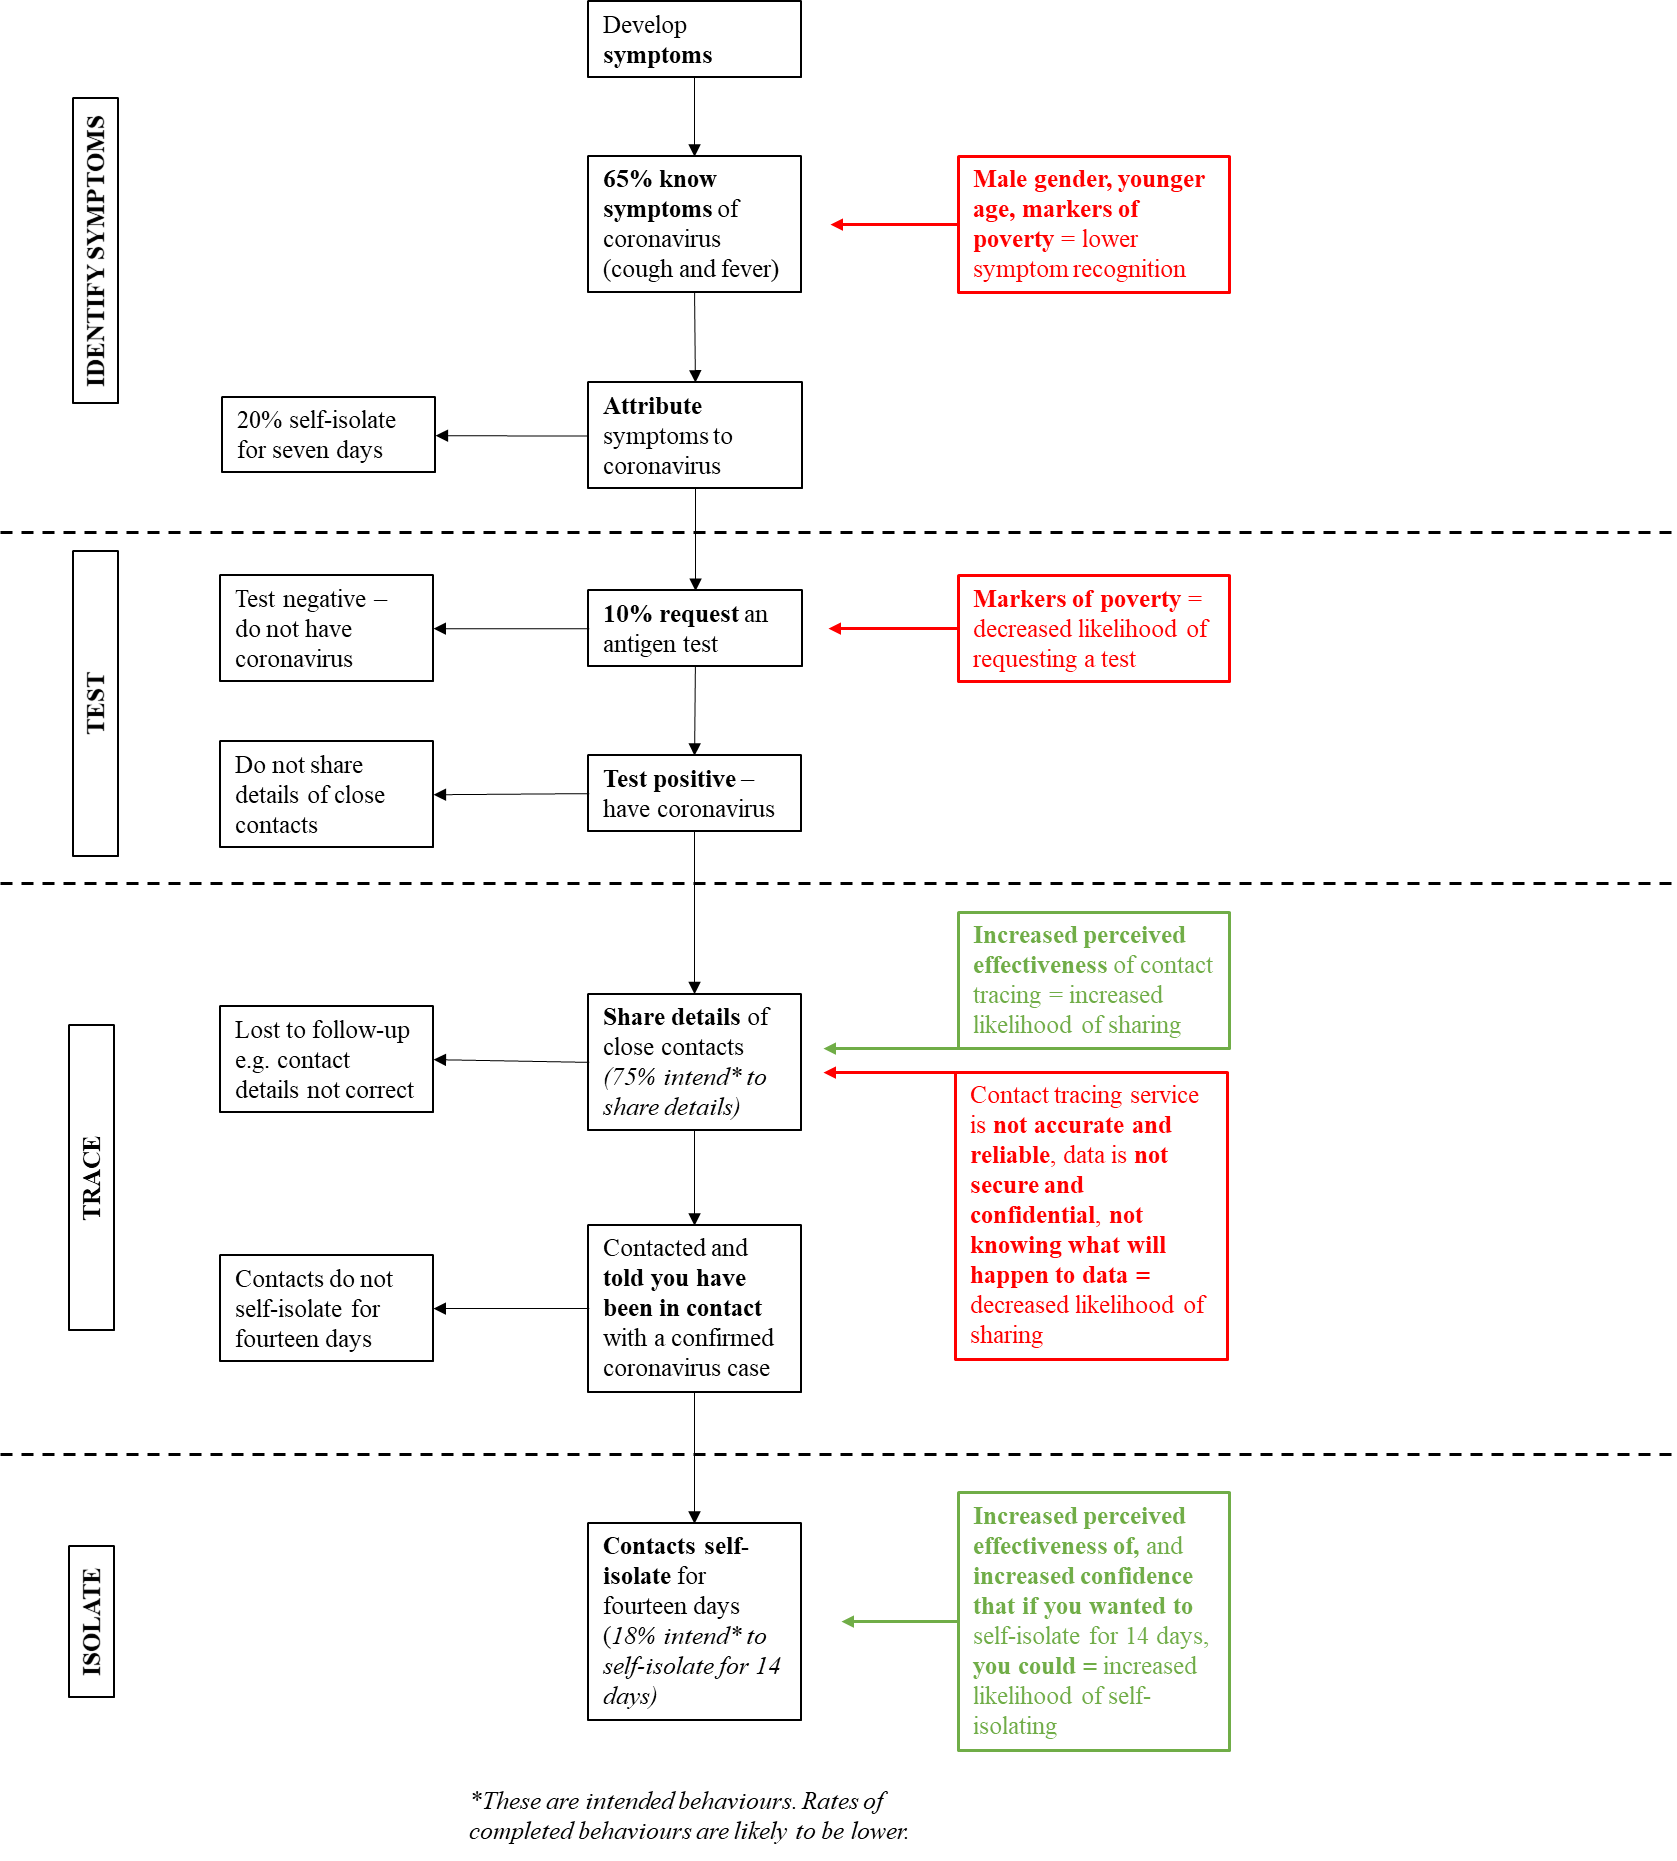 Develop
symptoms
IDENTIFY SYMPTOMS
65% know
symptoms of
coronavirus
(cough and fever)
Male gender, younger
age, markers of
poverty = lower
symptom recognition
20% self-isolate
for seven days
Attribute
symptoms to
coronavirus
TEST
Test negative –
do not have
coronavirus
10% request an
antigen test
Markers of poverty =
decreased likelihood of
requesting a test
Do not share
details of close
contacts
Test positive –
have coronavirus
TRACE
Increased perceived
effectiveness of contact
tracing = increased
likelihood of sharing
Lost to follow-up
e.g. contact
details not correct
Share details of
close contacts
(75% intend* to
share details)
Contact tracing service
is not accurate and
reliable, data is not
secure and
confidential, not
knowing what will
happen to data =
decreased likelihood of
sharing
Contacts do not
self-isolate for
fourteen days
Contacted and
told you have
been in contact
with a confirmed
coronavirus case
ISOLATE
Contacts self-
isolate for
fourteen days
(18% intend* to
self-isolate for 14
days)
Increased perceived
effectiveness of, and
increased confidence
that if you wanted to
self-isolate for 14 days,
you could = increased
likelihood of self-
isolating
*These are intended behaviours. Rates of
completed behaviours are likely to be lower.